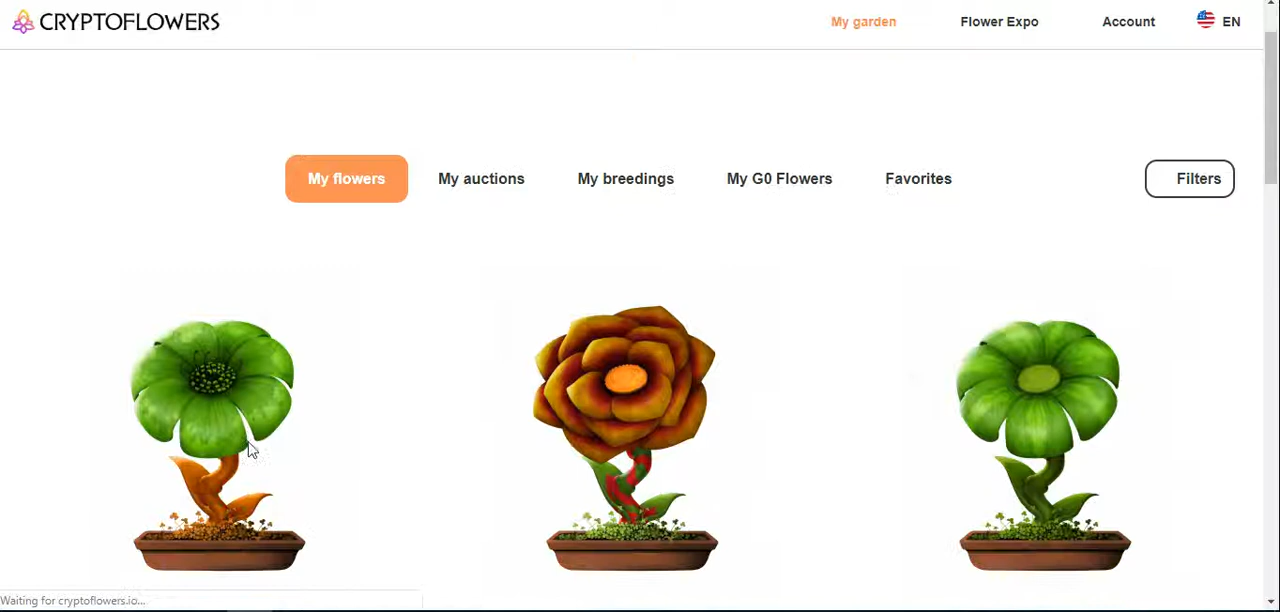 CRYPTOFLOWERS My garden Flower Expo Account EN
My flowers My auctions My breedings My G0 Flowers Favorites Filters
Waiting for cryptoflowers.io...